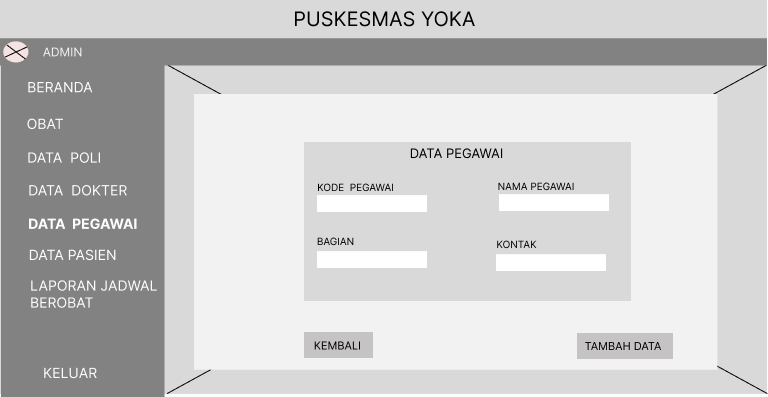 PUSKESMAS YOKA
ADMIN
BERANDA
OBAT
DATA POLI
DATA DOKTER
DATA PEGAWAI
DATA PASIEN
LAPORAN JADWAL
BEROBAT
KELUAR
DATA PEGAWAI
KODE PEGAWAI
NAMA PEGAWAI
BAGIAN
KONTAK
KEMBALI
TAMBAH DATA